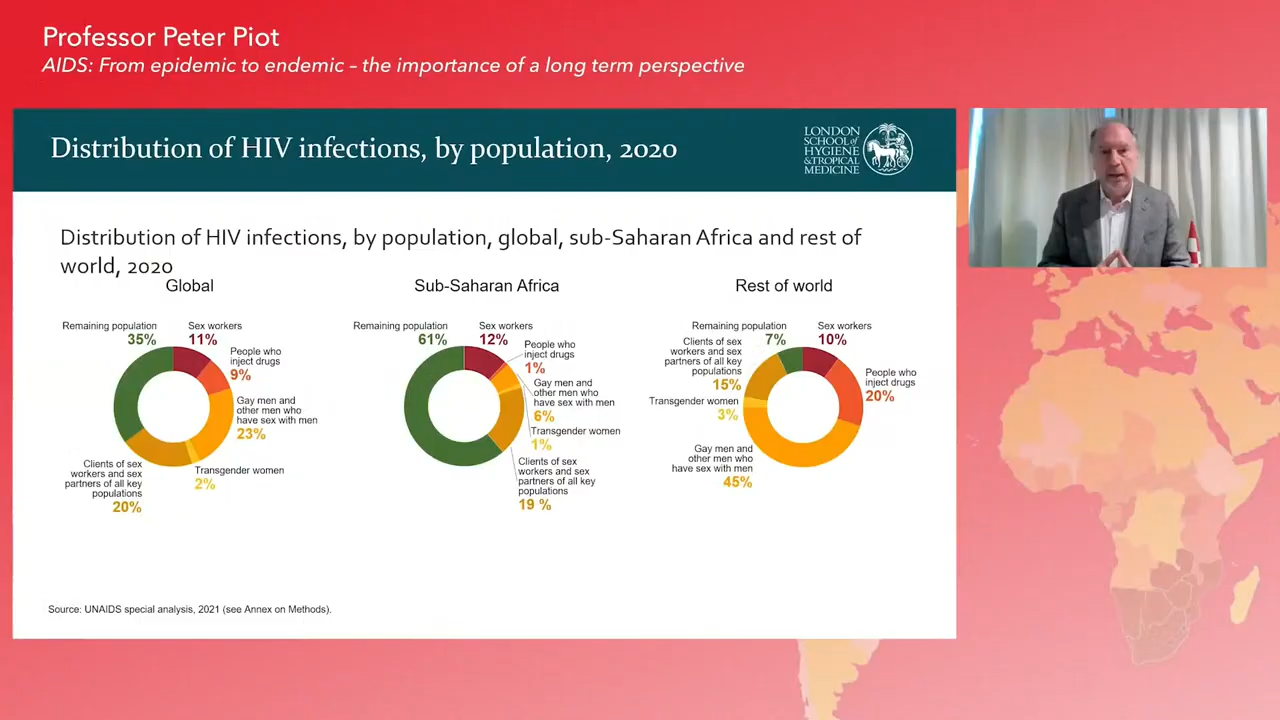 Professor Peter Piot
AIDS: From epidemic to endemic – the importance of a long term perspective
Distribution of HIV infections, by population, 2020
LONDON
SCHOOL of
HYGIENE
& TROPICAL
MEDICINE
Distribution of HIV infections, by population, global, sub-Saharan Africa and rest of
world, 2020
Global
Remaining population
35%
Sex workers
11%
People who
inject drugs
9%
Gay men and
other men who
have sex with men
23%
Transgender women
2%
Clients of sex
workers and sex
partners of all key
populations
20%
Sub-Saharan Africa
Remaining population
61%
Sex workers
12%
People who
inject drugs
1%
Gay men and
other men who
have sex with men
6%
Transgender women
1%
Clients of sex
workers and sex
partners of all key
populations
19 %
Rest of world
Remaining population
7%
Sex workers
10%
People who
inject drugs
20%
Clients of sex
workers and sex
partners of all key
populations
15%
Transgender women
3%
Gay men and
other men who
have sex with men
45%
Source: UNAIDS special analysis, 2021 (see Annex on Methods).